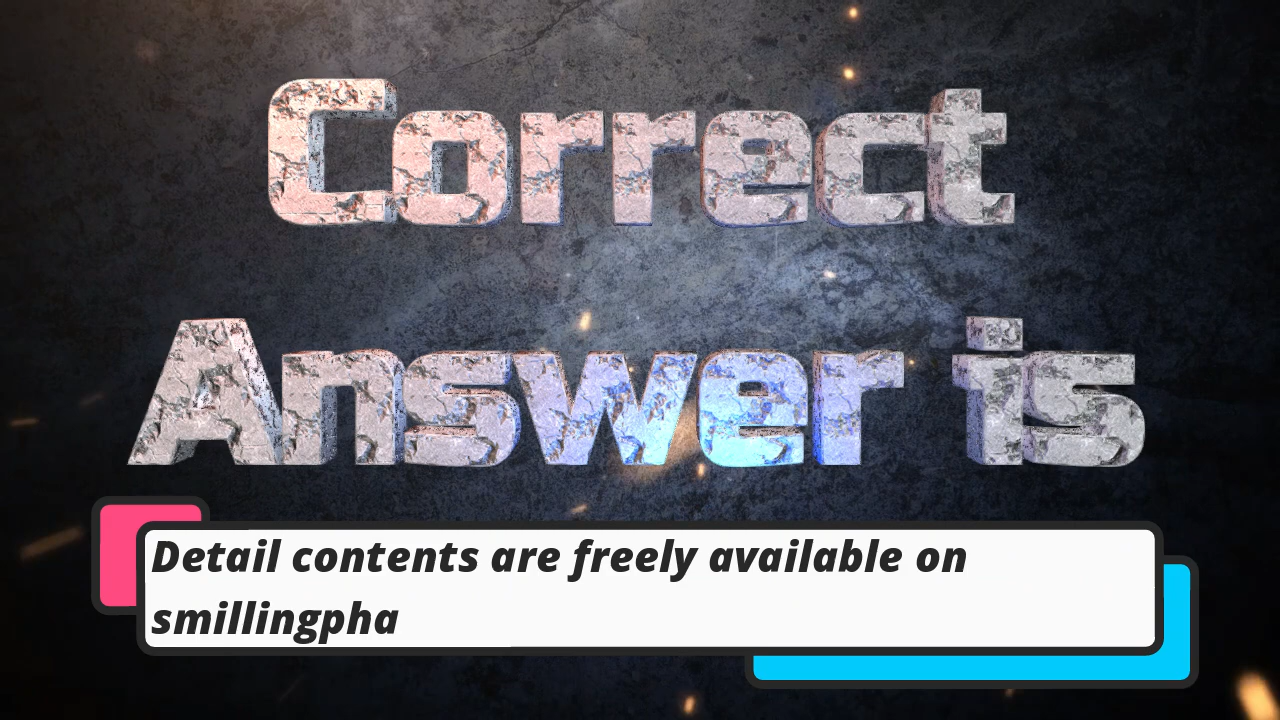 Correct
Answer is
Detail contents are freely available on
smillingpha